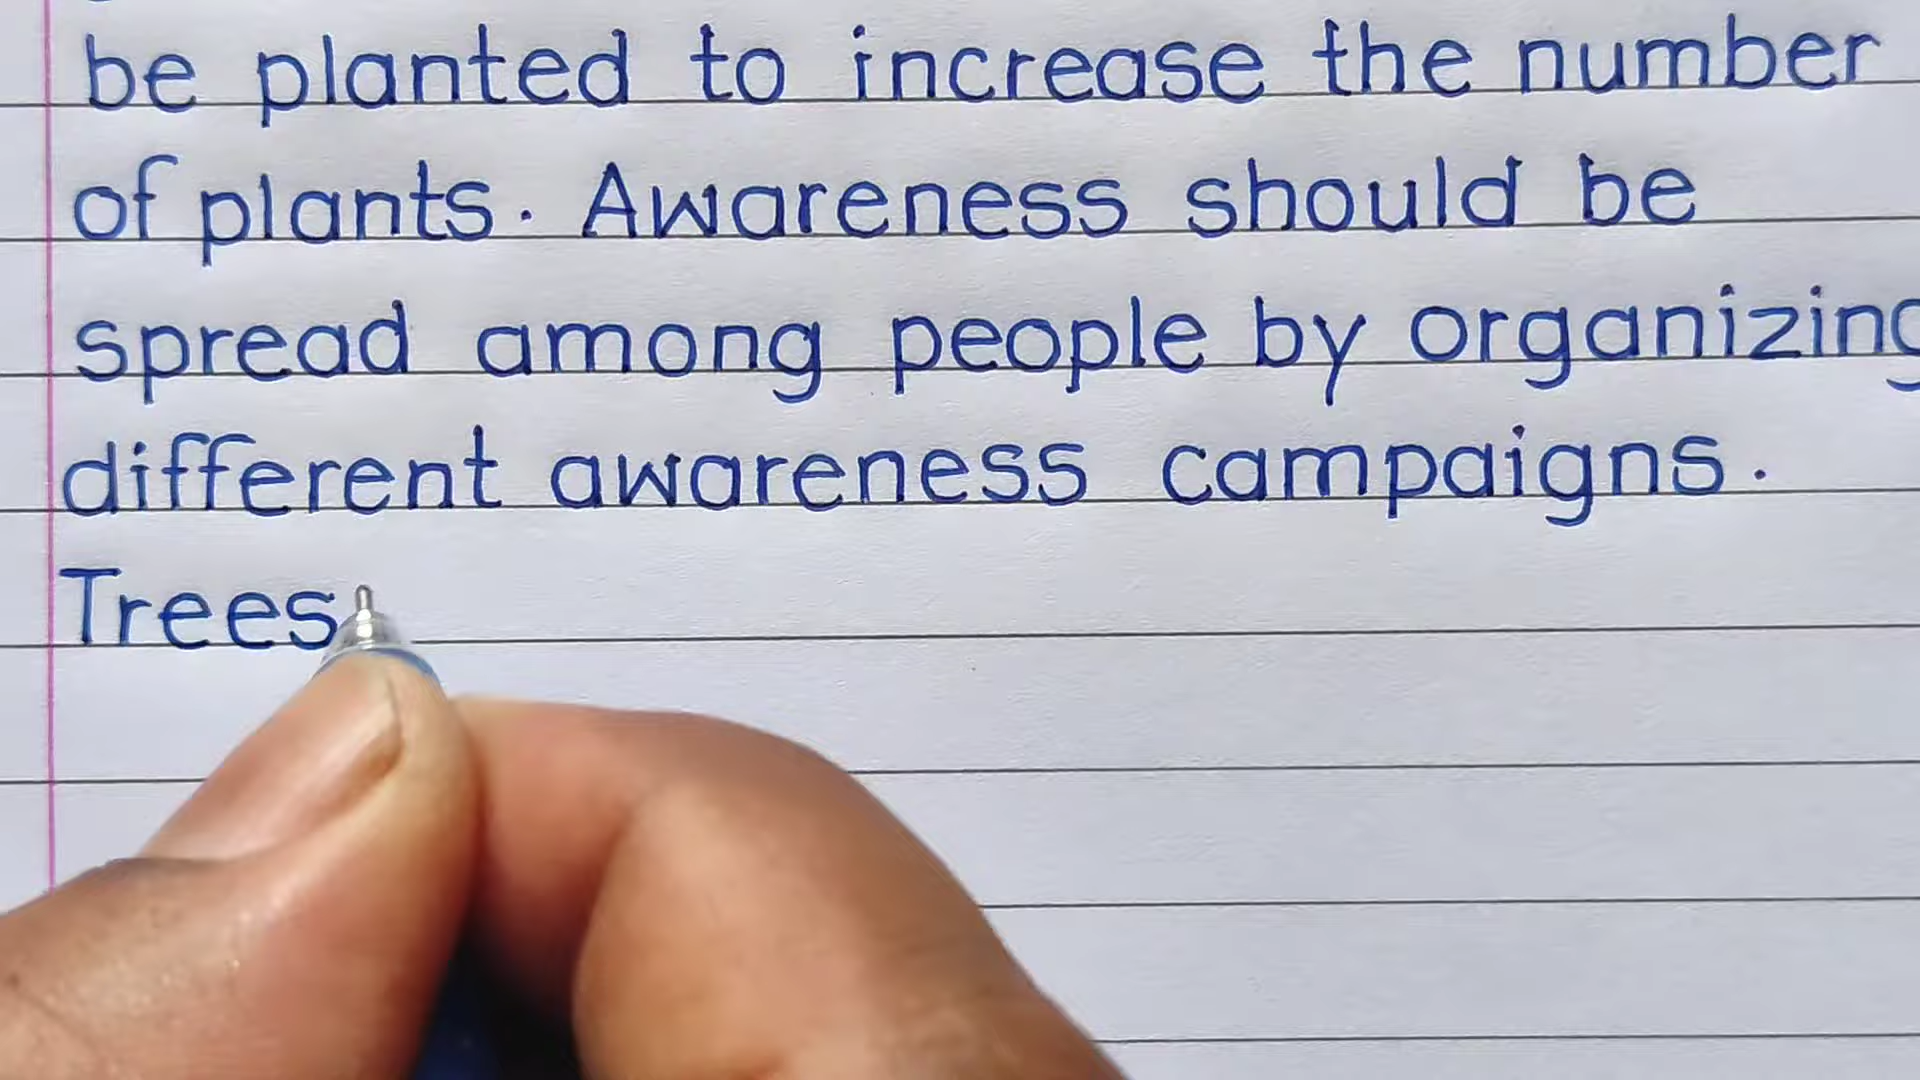 be planted to increase the number
of plants. Awareness should be
spread among people by organizing
different awareness campaigns.
Trees